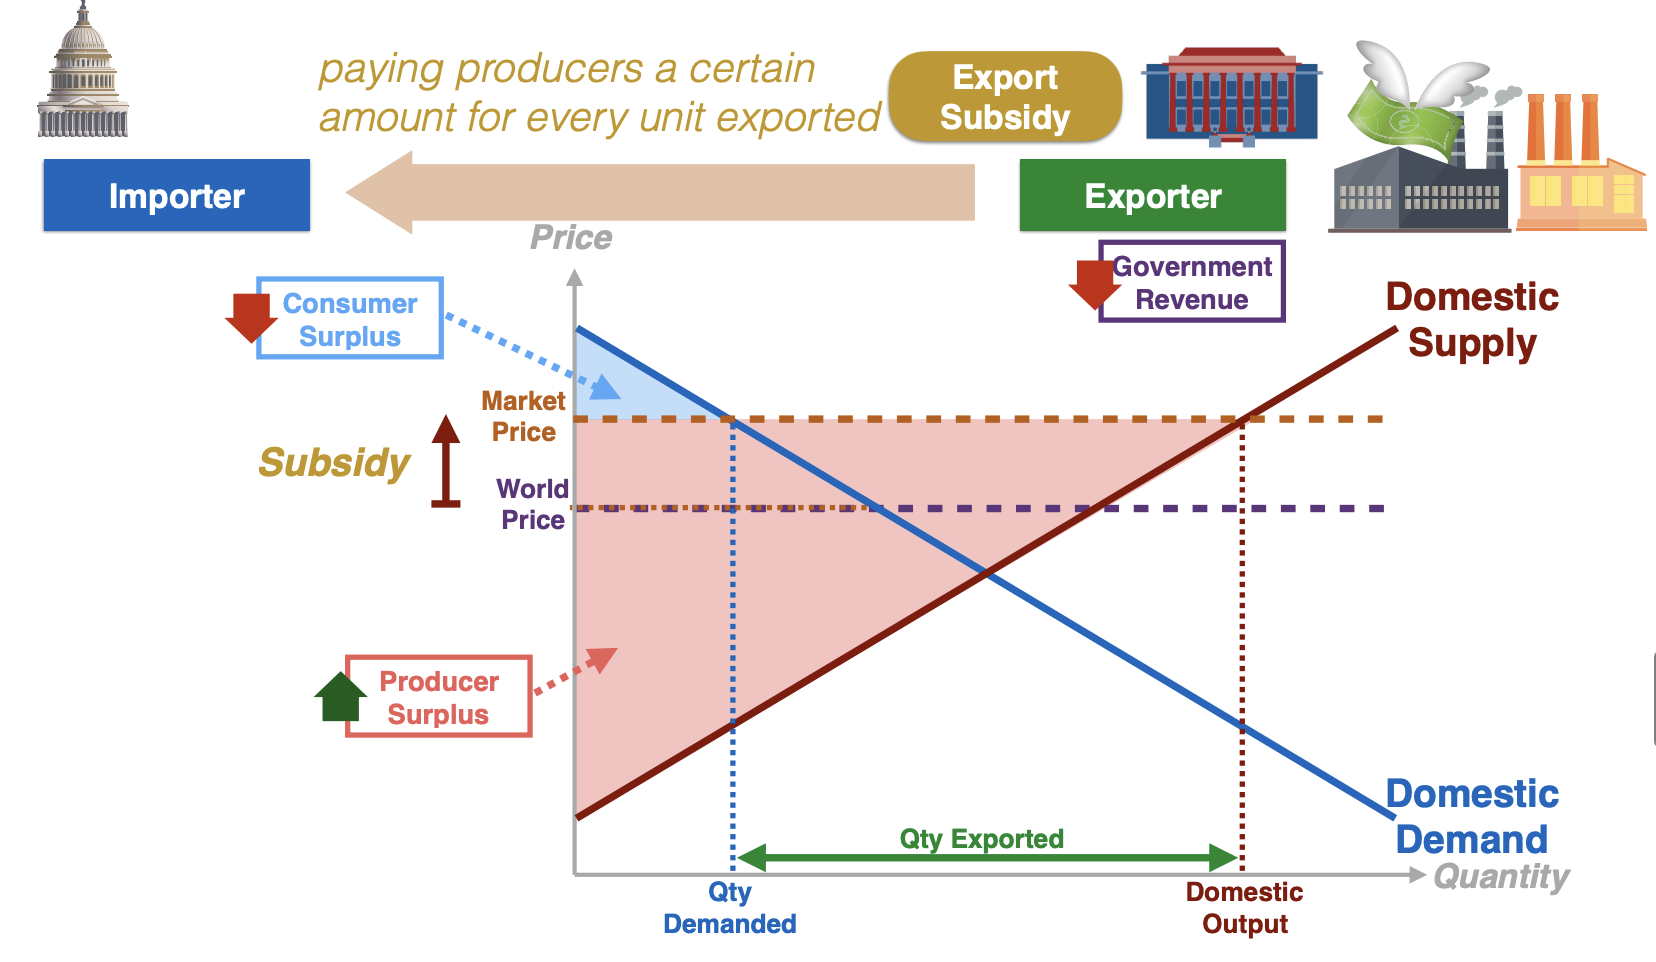 paying producers a certain
amount for every unit exported
Export
Subsidy
Importer
Exporter
Price
Government
Revenue
Consumer
Surplus
Domestic
Supply
Market
Price
Subsidy
World
Price
Producer
Surplus
Domestic
Demand
Qty Exported
Quantity
Qty
Demanded
Domestic
Output